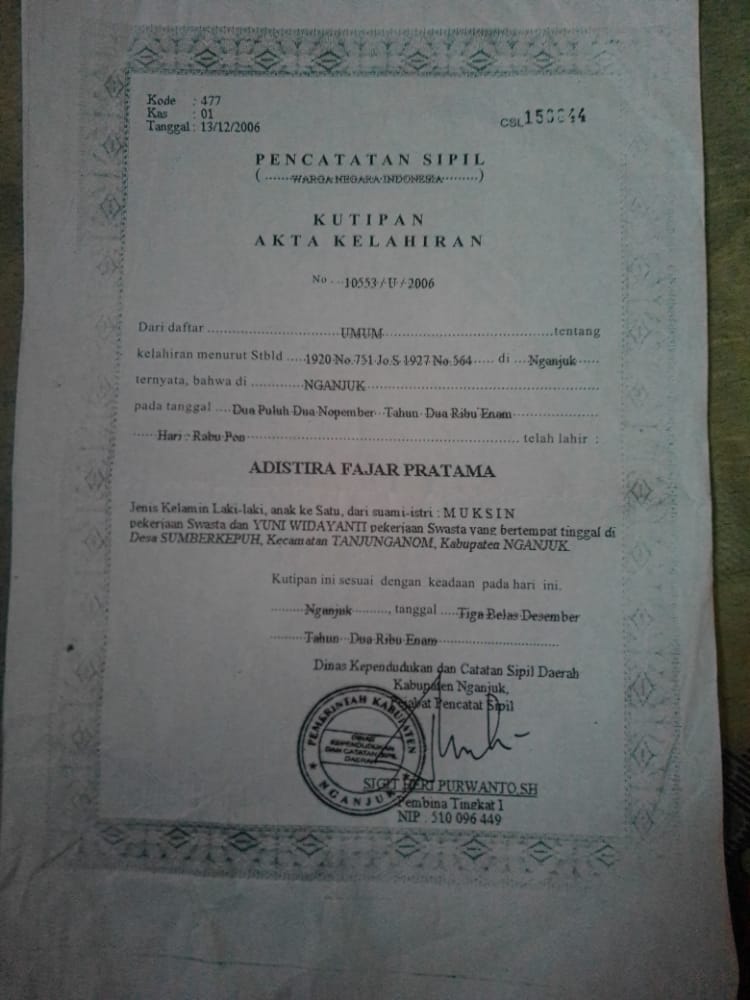 Kode : 477
Kas : 01
Tanggal : 13/12/2006
CSL
PENCATATAN SIPIL
( ......WARGA NEGARA INDONESIA.........)
KUTIPAN
AKTA KELAHIRAN
No ...10553 / U / 2006
Dari daftar ........................UMUM........................tentang
kelahiran menurut Stbld ....1920 No.751 Jo.S 1927 No.564..... di ...Nganjuk.....
ternyata, bahwa di ............NGANJUK..............................
pada tanggal ....Dua Puluh Dua Nopember Tahun Dua Ribu Enam.................
..... Hari : Rabu Pon.................................................... telah lahir :
ADISTIRA FAJAR PRATAMA
Jenis Kelamin Laki-laki, anak ke Satu, dari suami-istri : M U K S I N
pekerjaan Swasta dan YUNI WIDAYANTI pekerjaan Swasta yang bertempat tinggal di
Desa SUMBERKEPUH, Kecamatan TANJUNGANOM, Kabupaten NGANJUK.
Kutipan ini sesuai dengan keadaan pada hari ini.
........Nganjuk........., tanggal ....Tiga Belas Desember
........Tahun Dua Ribu Enam............................
Dinas Kependudukan dan Catatan Sipil Daerah
Kabupaten Nganjuk,
Pejabat Pencatat Sipil
PEMERINTAH KABUPATEN
DINAS
KEPENDUDUKAN
DAN CATATAN SIPIL
DAERAH
NGANJUK
SIGIT HERI PURWANTO,SH
Pembina Tingkat 1
NIP . 510 096 449